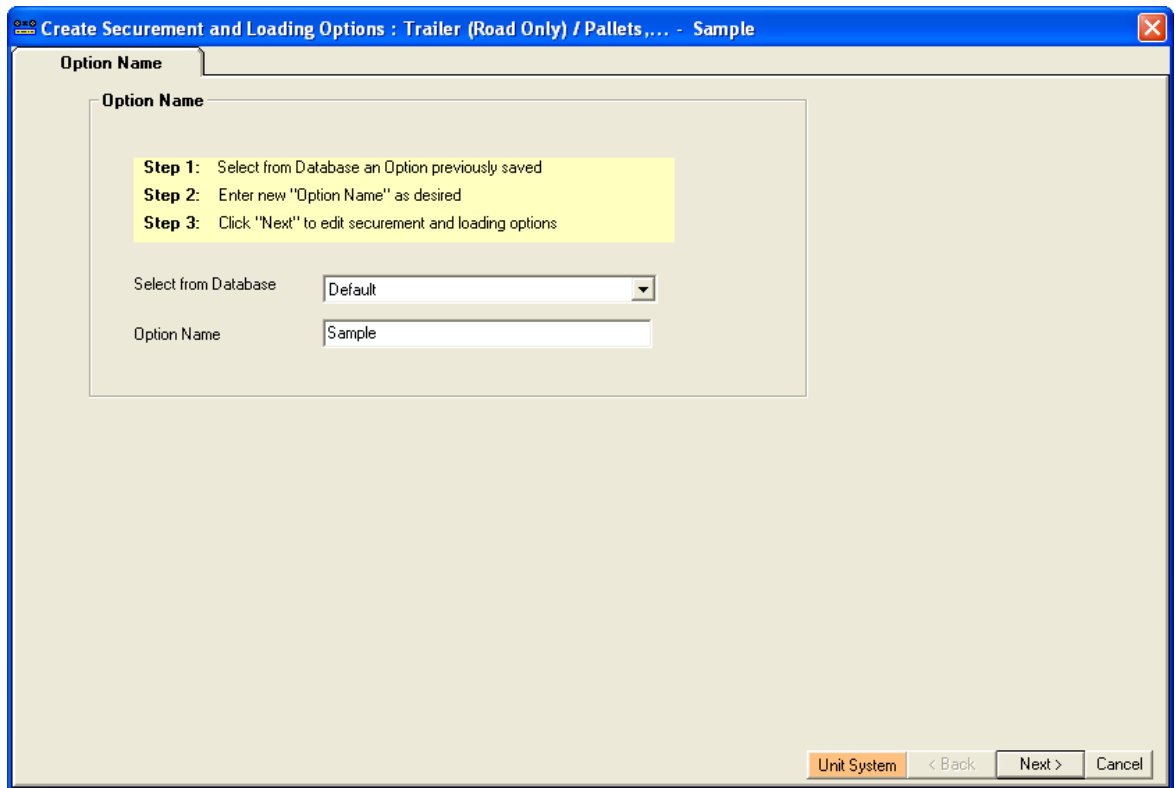 Create Securement and Loading Options : Trailer (Road Only) / Pallets,... - Sample
Option Name
Option Name
Step 1: Select from Database an Option previously saved
Step 2: Enter new "Option Name" as desired
Step 3: Click "Next" to edit securement and loading options
Select from Database Default
Option Name Sample
Unit System < Back Next > Cancel